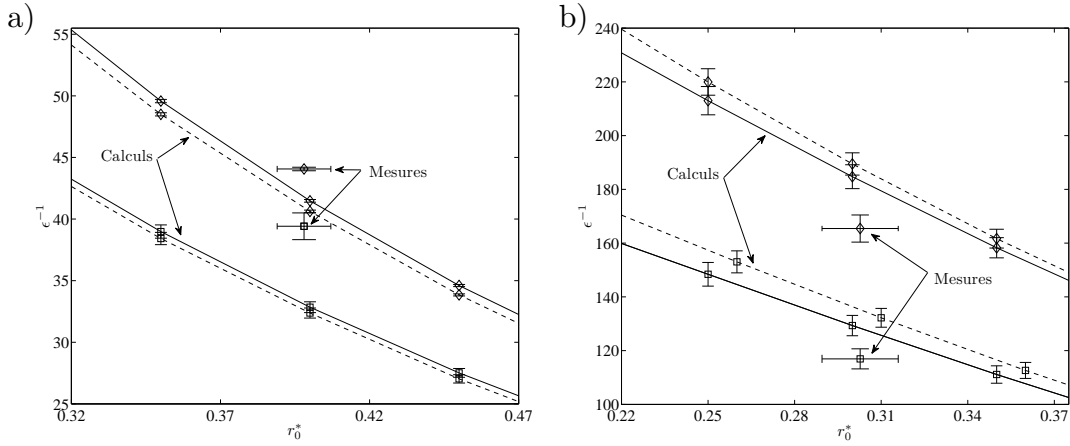 a)
55
50
45
40
35
30
25
0.32
0.37
0.42
0.47
ϵ⁻¹
r₀*
Calculs
Mesures
b)
240
220
200
180
160
140
120
100
0.22
0.25
0.28
0.31
0.34
0.37
ϵ⁻¹
r₀*
Calculs
Mesures